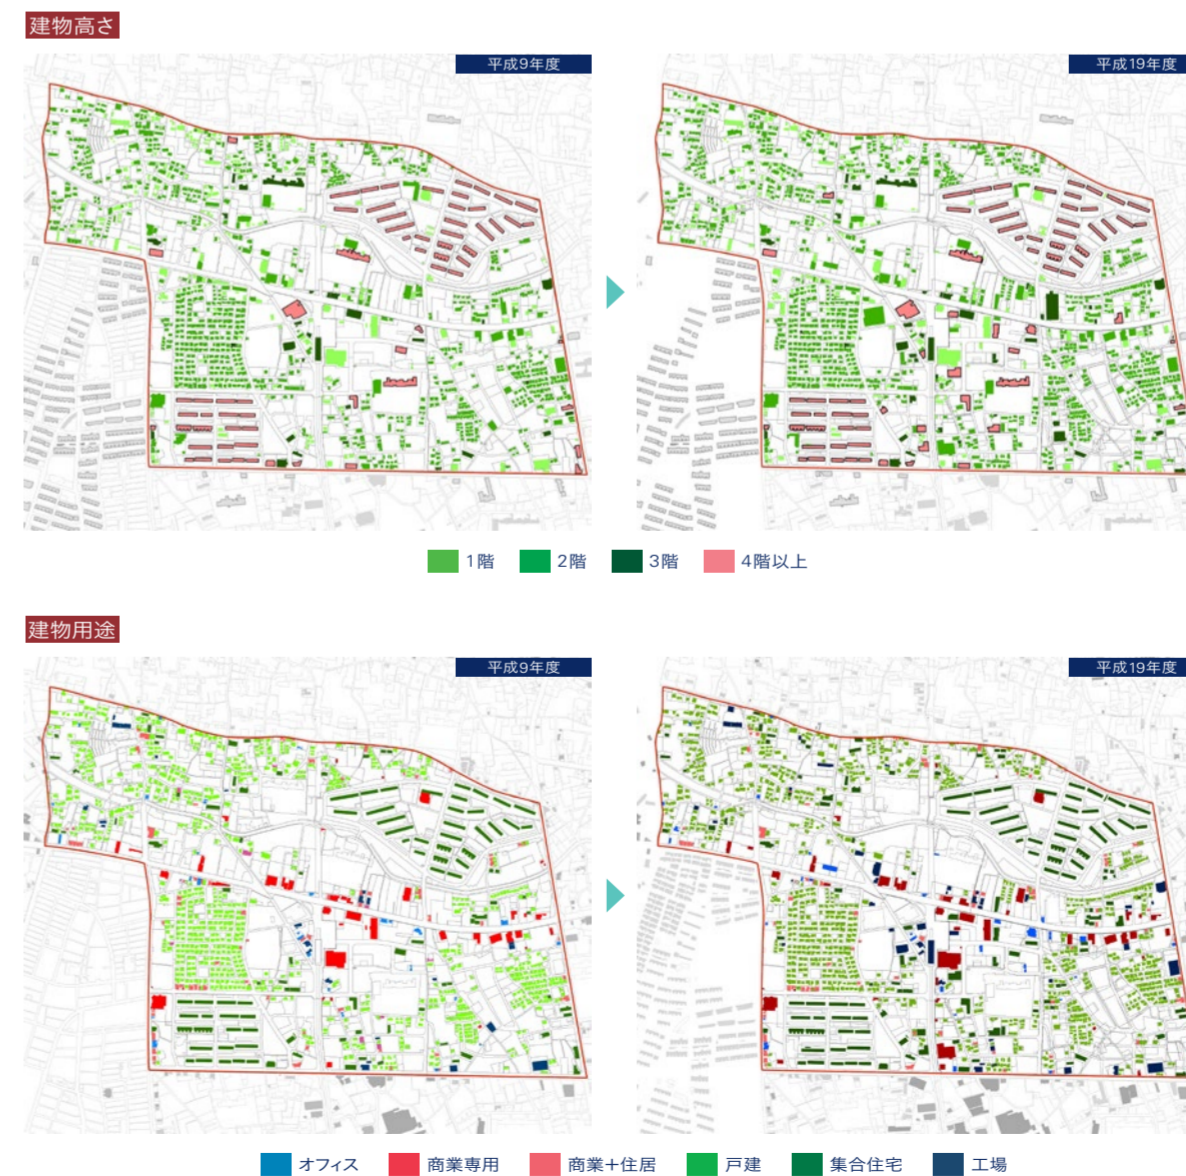 建物高さ
平成9年度
平成19年度
1階 2階 3階 4階以上
建物用途
平成9年度
平成19年度
オフィス 商業専用 商業+住居 戸建 集合住宅 工場